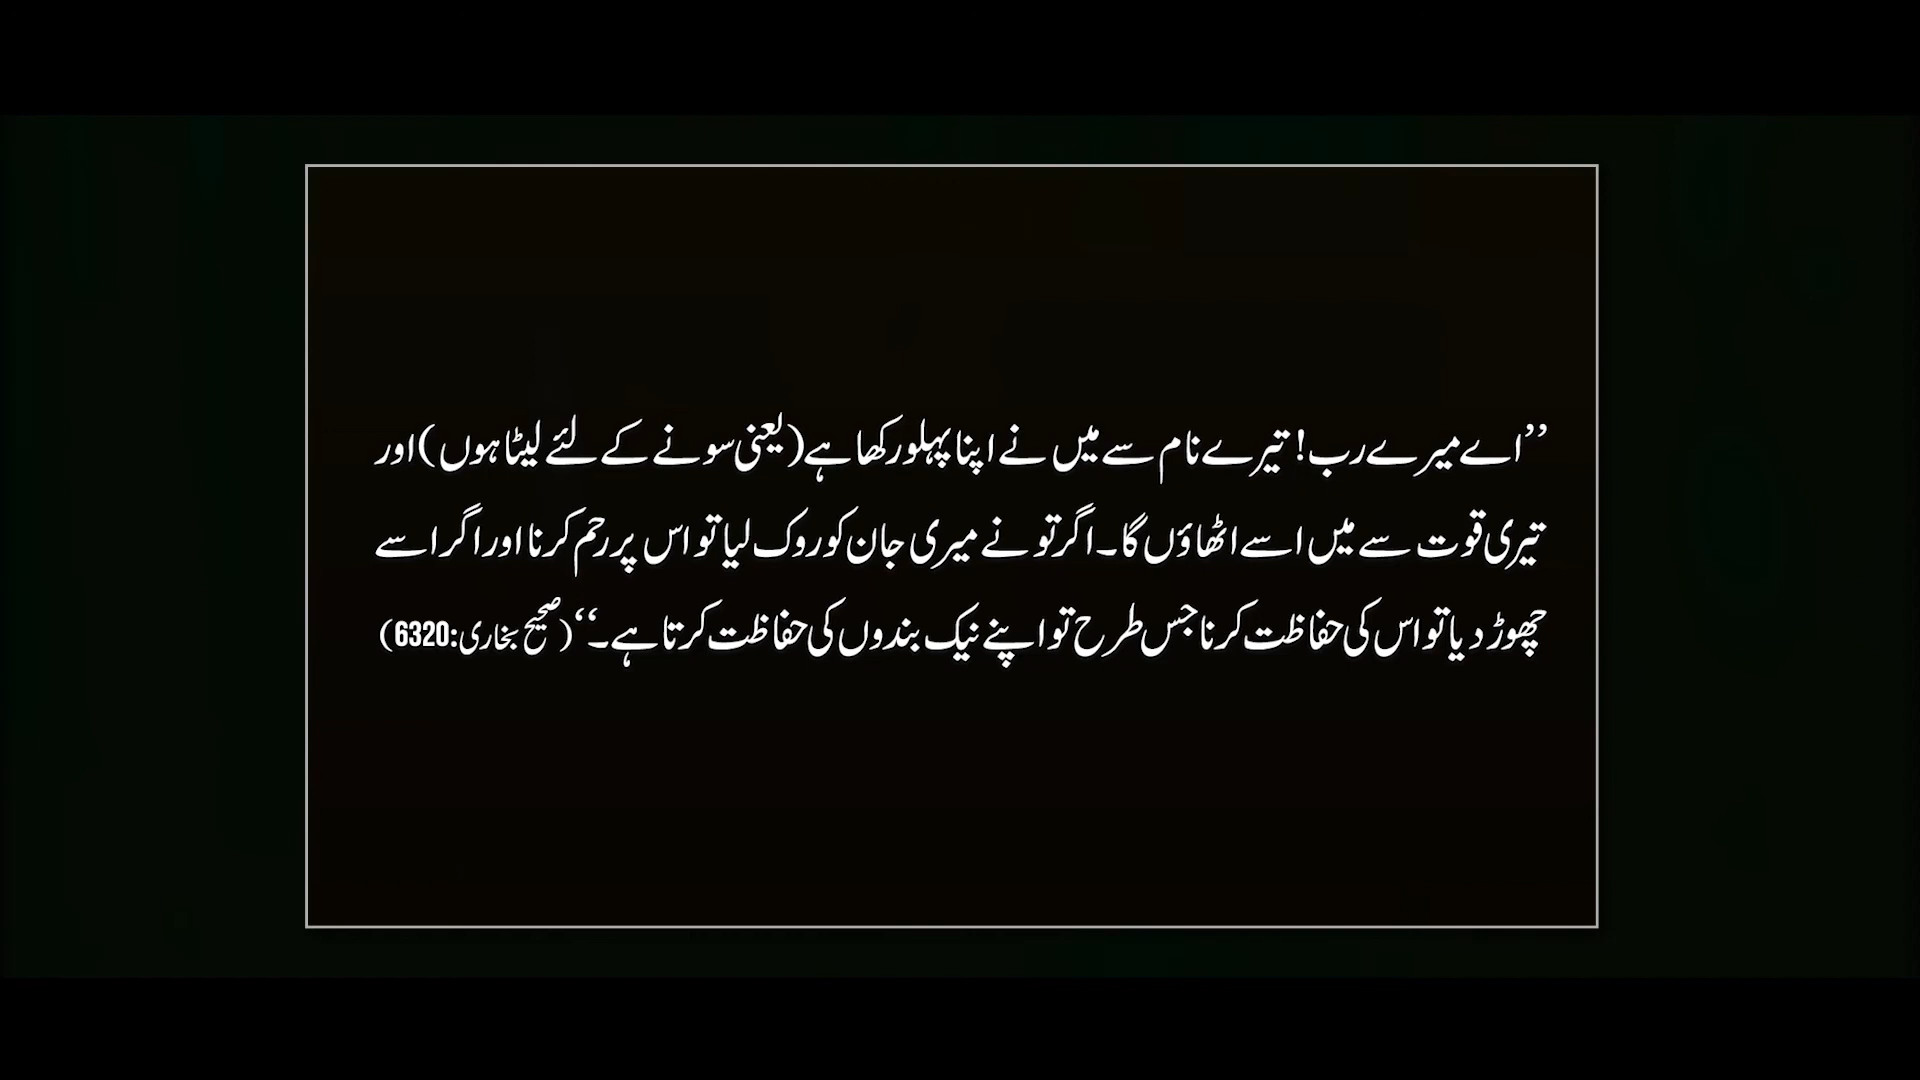 ’’اے میرے رب! تیرے نام سے میں نے اپنا پہلو رکھا ہے (یعنی سونے کے لئے لیٹا ہوں) اور
تیری قوت سے میں اسے اٹھاؤں گا۔ اگر تو نے میری جان کو روک لیا تو اس پر رحم کرنا اور اگر اسے
چھوڑ دیا تو اس کی حفاظت کرنا جس طرح تو اپنے نیک بندوں کی حفاظت کرتا ہے۔‘‘ (صحیح بخاری:6320)